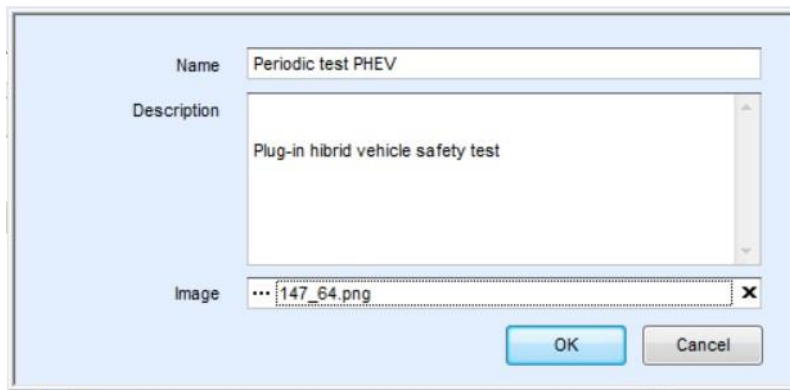 Name Periodic test PHEV
Description
Plug-in hibrid vehicle safety test
Image ... 147_64.png x
OK Cancel